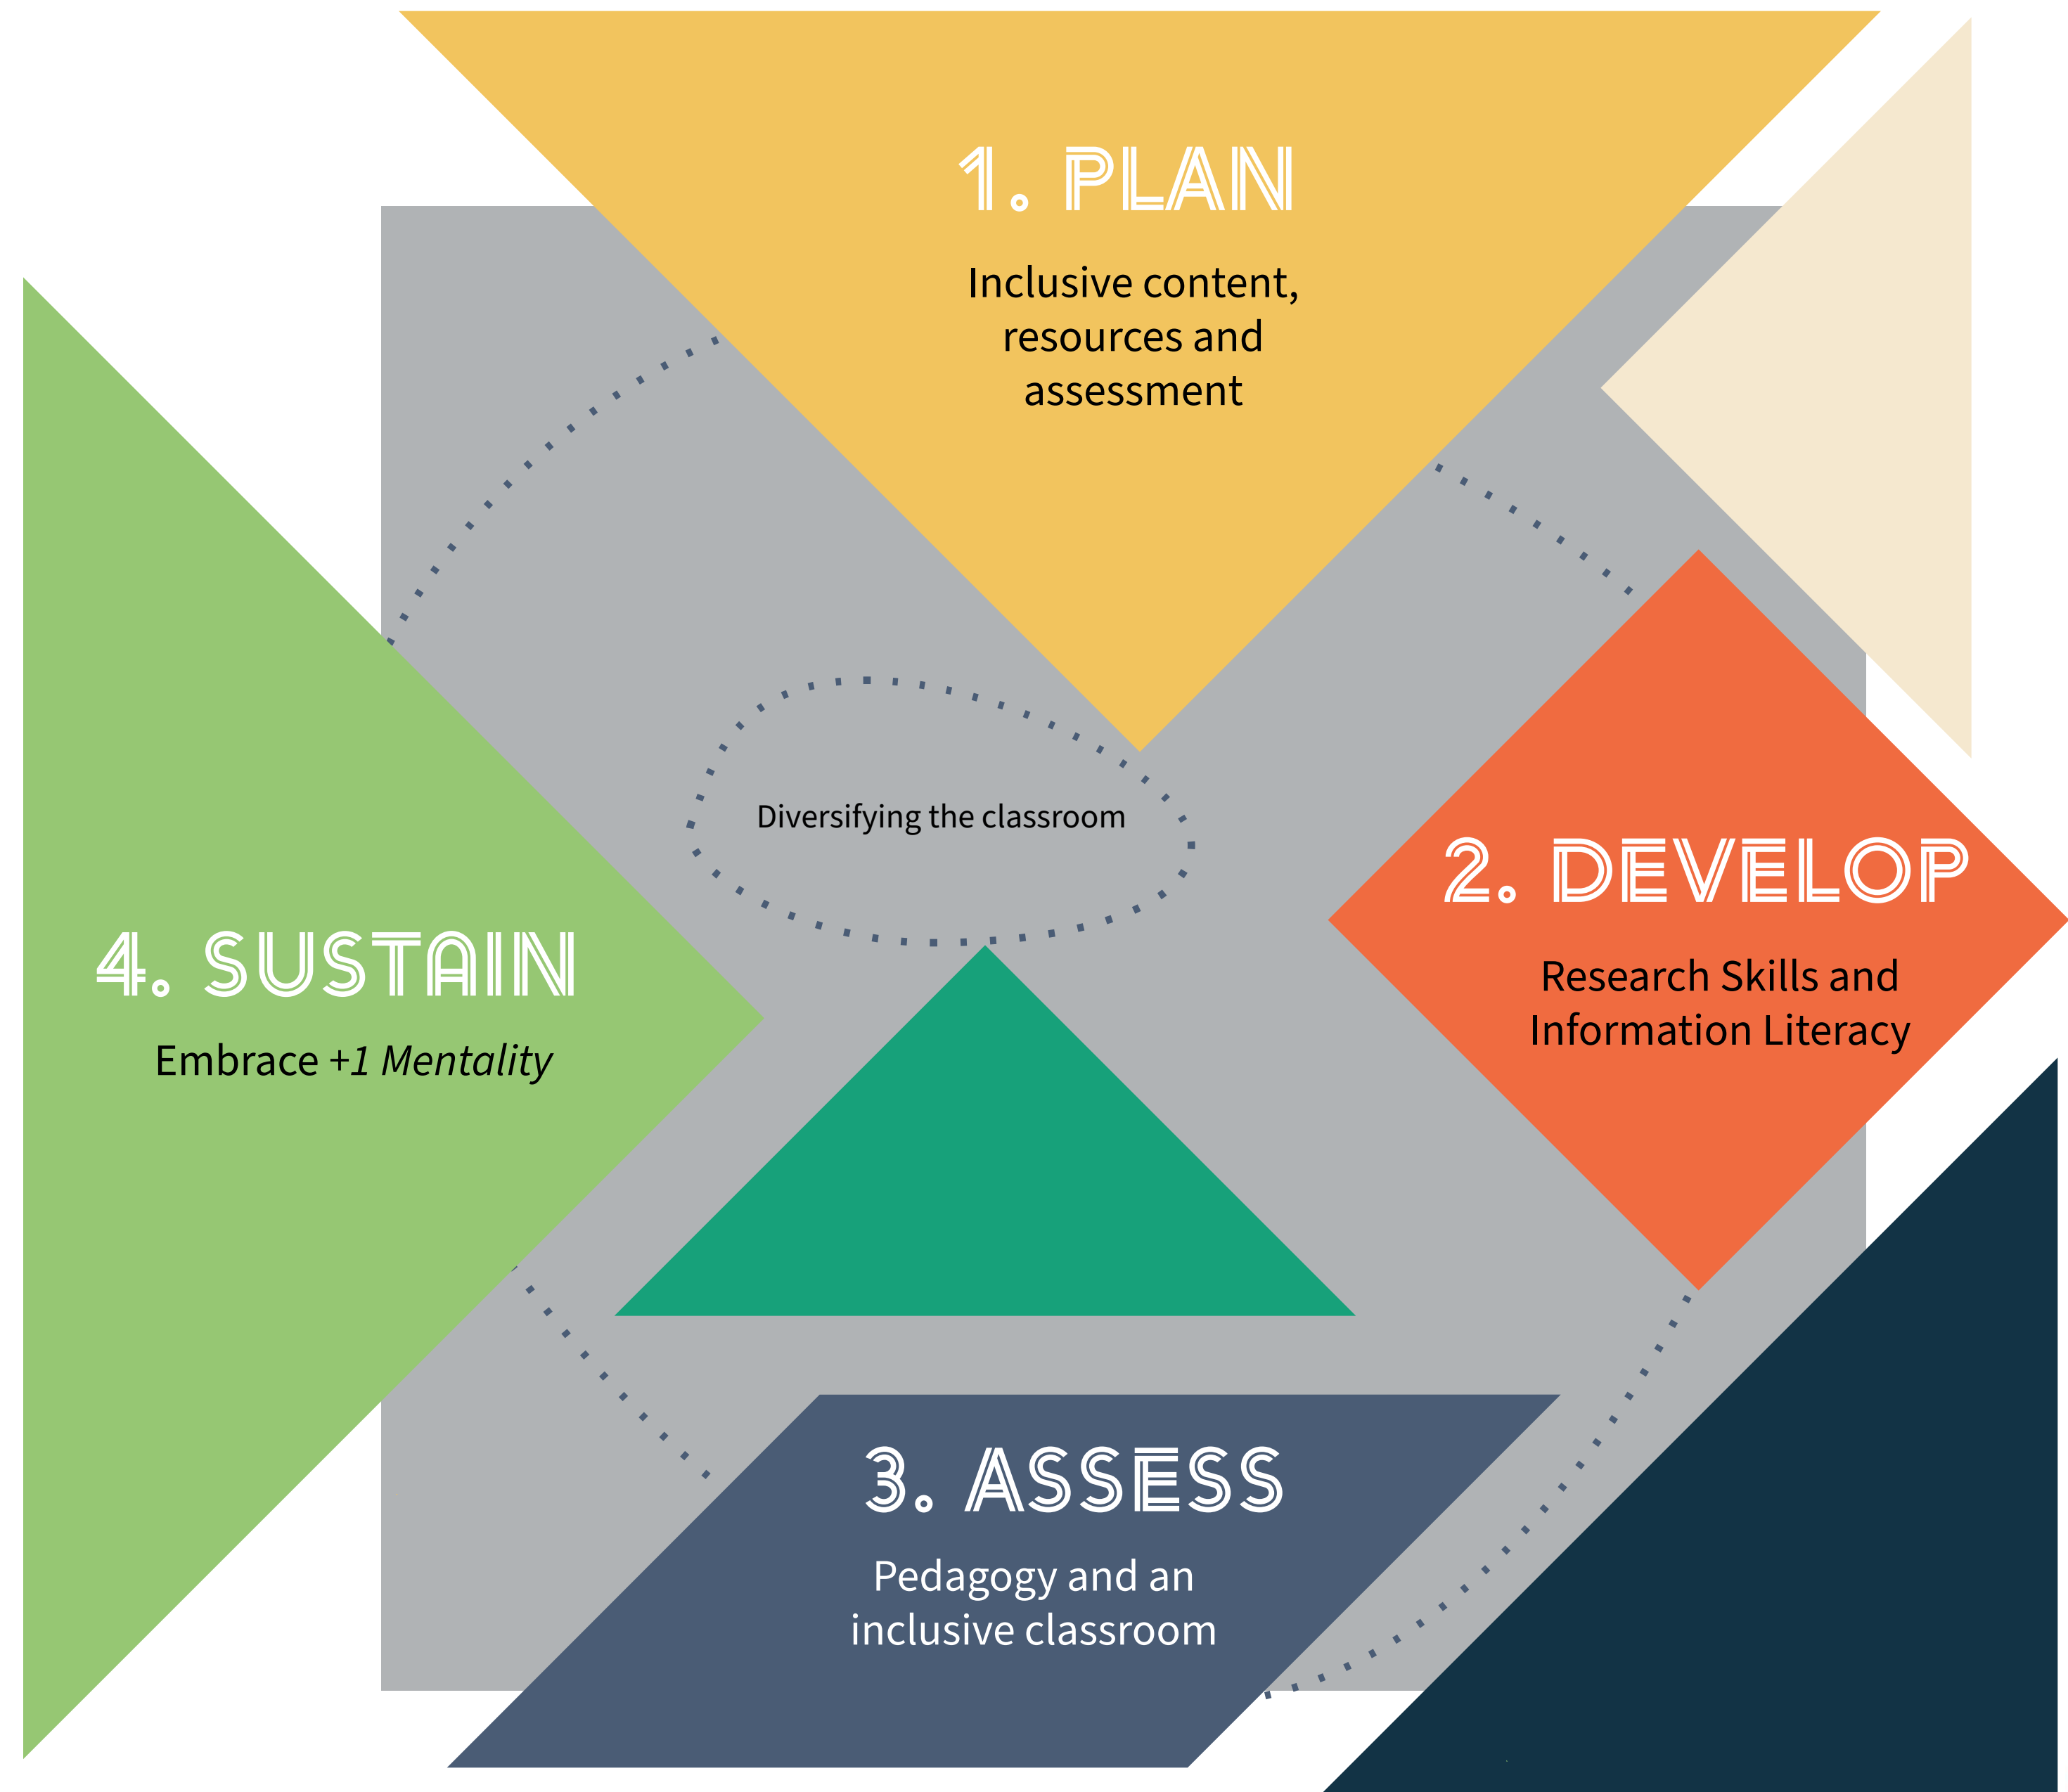 1. PLAN
Inclusive content,
resources and
assessment
Diversifying the classroom
2. DEVELOP
Research Skills and
Information Literacy
3. ASSESS
Pedagogy and an
inclusive classroom
4. SUSTAIN
Embrace +1 Mentality